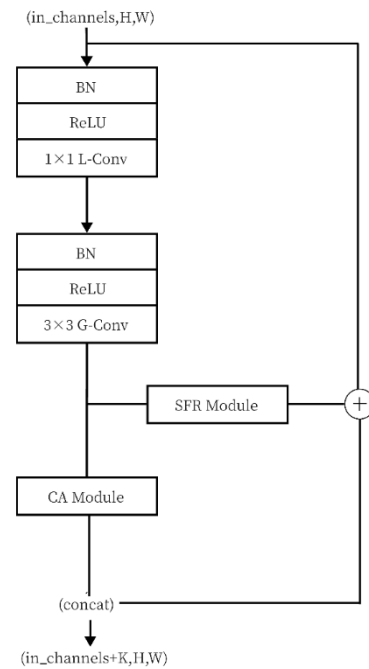 (in_channels,H,W)
BN
ReLU
1×1 L-Conv
BN
ReLU
3×3 G-Conv
SFR Module
+
CA Module
(concat)
(in_channels+K,H,W)